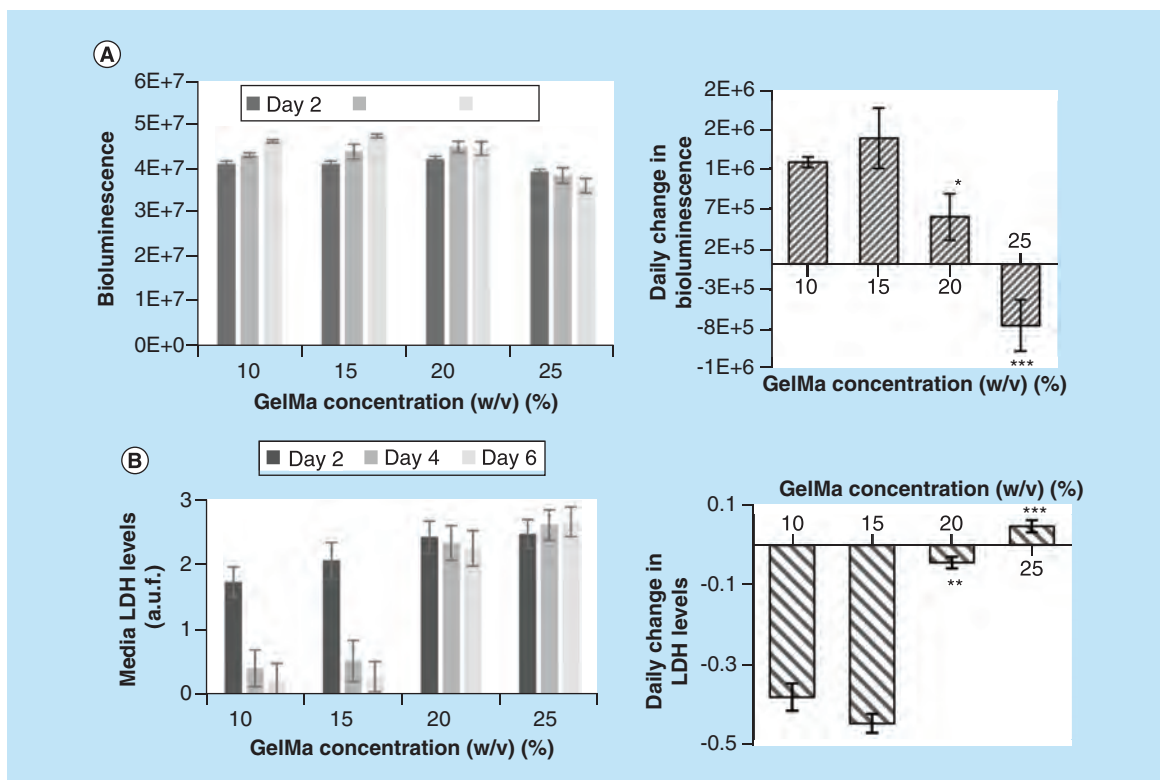 A
Bioluminescence
6E+7
5E+7
4E+7
3E+7
2E+7
1E+7
0E+0
Day 2
10
15
20
25
GelMa concentration (w/v) (%)
Daily change in
bioluminescence
2E+6
2E+6
1E+6
7E+5
2E+5
-3E+5
-8E+5
-1E+6
*
25
10
15
20
***
GelMa concentration (w/v) (%)
B
Day 2 Day 4 Day 6
Media LDH levels
(a.u.f.)
3
2
1
0
10
15
20
25
GelMa concentration (w/v) (%)
GelMa concentration (w/v) (%)
Daily change in
LDH levels
0.1
-0.1
-0.3
-0.5
10
15
20
***
**
25